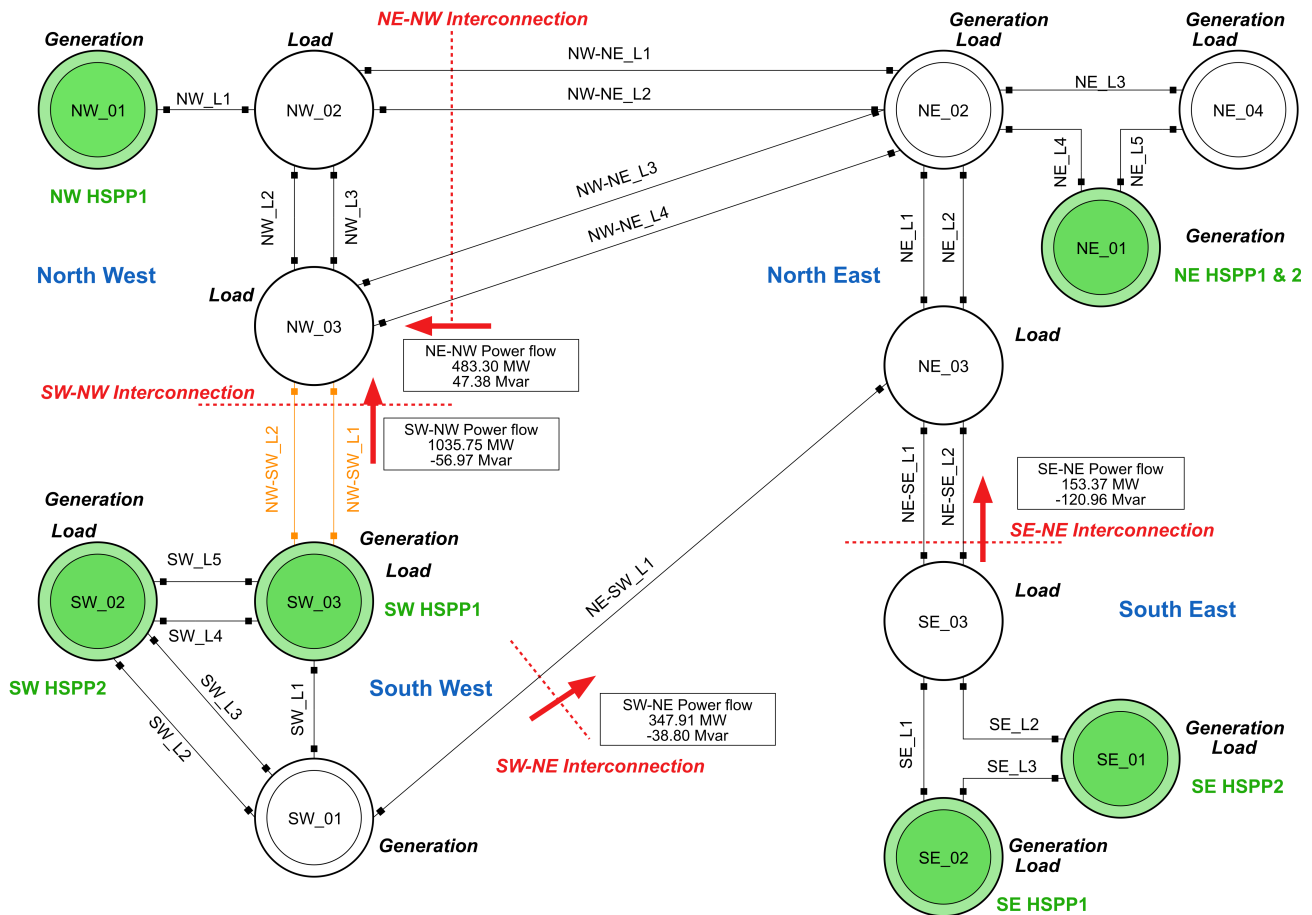 NE-NW Interconnection
Generation
Load
Generation
Load
Generation
Load
NW_01
NW_L1
NW_02
NW-NE_L1
NW-NE_L2
NE_02
NE_L3
NE_04
NW HSPP1
NW_L2
NW_L3
NW-NE_L3
NW-NE_L4
NE_L4
NE_L5
NE_L1
NE_L2
NE_01
Generation
NE HSPP1 & 2
North West
North East
Load
NW_03
NE-NW Power flow
483.30 MW
47.38 Mvar
Load
NE_03
SW-NW Interconnection
SW-NW Power flow
1035.75 MW
-56.97 Mvar
NW-SW_L2
NW-SW_L1
NE-SE_L1
NE-SE_L2
SE-NE Power flow
153.37 MW
-120.96 Mvar
SE-NE Interconnection
Generation
Load
SW_02
SW_L5
SW_L4
Generation
Load
SW_03
SW HSPP1
NE-SW_L1
Load
SE_03
South East
SW HSPP2
SW_L3
SW_L2
SW_L1
South West
SW-NE Power flow
347.91 MW
-38.80 Mvar
SW-NE Interconnection
SE_L1
SE_L2
SE_L3
Generation
Load
SE_01
SE HSPP2
SW_01
Generation
SE_02
Generation
Load
SE HSPP1